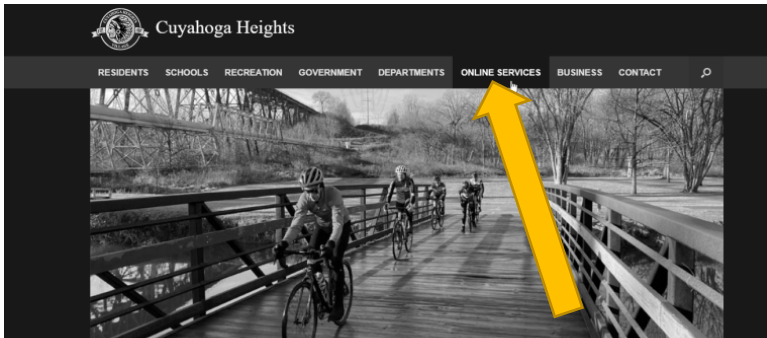 Cuyahoga Heights
RESIDENTS SCHOOLS RECREATION GOVERNMENT DEPARTMENTS ONLINE SERVICES BUSINESS CONTACT